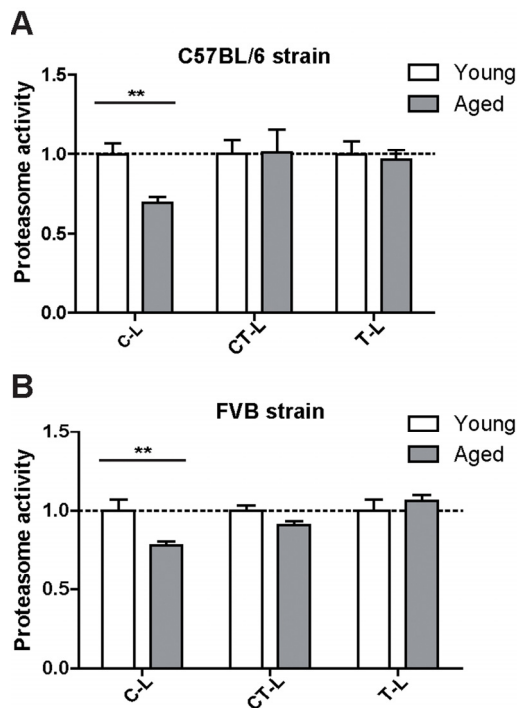 A
C57BL/6 strain
Young
Aged
**
Proteasome activity
1.5
1.0
0.5
0.0
C-L
CT-L
T-L
B
FVB strain
Young
Aged
**
Proteasome activity
1.5
1.0
0.5
0.0
C-L
CT-L
T-L